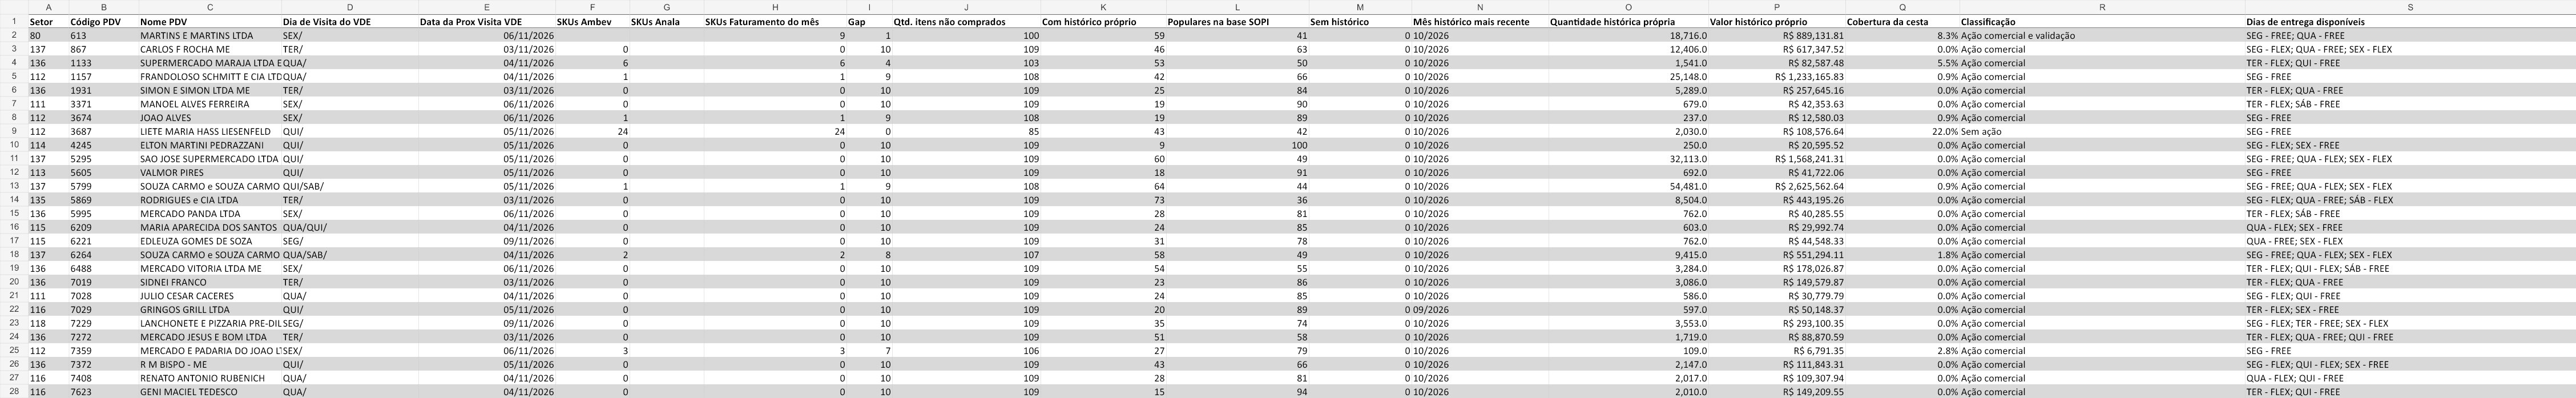 A B C D E F G H I J K L M N O P Q R S
1 Setor Código PDV Nome PDV Dia de Visita do VDE Data da Prox Visita VDE SKUs Ambev SKUs Anala SKUs Faturamento do mês Gap Qtd. itens não comprados Com histórico próprio Populares na base SOPI Sem histórico Mês histórico mais recente Quantidade histórica própria Valor histórico próprio Cobertura da cesta Classificação Dias de entrega disponíveis
2 80 613 MARTINS E MARTINS LTDA SEX/ 06/11/2026 9 1 100 59 41 0 10/2026 18,716.0 R$ 889,131.81 8.3% Ação comercial e validação SEG - FREE; QUA - FREE
3 137 867 CARLOS F ROCHA ME TER/ 03/11/2026 0 0 10 109 46 63 0 10/2026 12,406.0 R$ 617,347.52 0.0% Ação comercial SEG - FLEX; QUA - FREE; SEX - FLEX
4 136 1133 SUPERMERCADO MARAJA LTDA E QUA/ 04/11/2026 6 6 4 103 53 50 0 10/2026 1,541.0 R$ 82,587.48 5.5% Ação comercial TER - FLEX; QUI - FREE
5 112 1157 FRANDOLOSO SCHMITT E CIA LTD QUA/ 04/11/2026 1 1 9 108 42 66 0 10/2026 25,148.0 R$ 1,233,165.83 0.9% Ação comercial SEG - FREE
6 136 1931 SIMON E SIMON LTDA ME TER/ 03/11/2026 0 0 10 109 25 84 0 10/2026 5,289.0 R$ 257,645.16 0.0% Ação comercial TER - FLEX; QUA - FREE
7 111 3371 MANOEL ALVES FERREIRA SEX/ 06/11/2026 0 0 10 109 19 90 0 10/2026 679.0 R$ 42,353.63 0.0% Ação comercial TER - FLEX; SÁB - FREE
8 112 3674 JOAO ALVES SEX/ 06/11/2026 1 1 9 108 19 89 0 10/2026 237.0 R$ 12,580.03 0.9% Ação comercial SEG - FREE
9 112 3687 LIETE MARIA HASS LIESENFELD QUI/ 05/11/2026 24 24 0 85 43 42 0 10/2026 2,030.0 R$ 108,576.64 22.0% Sem ação SEG - FREE
10 114 4245 ELTON MARTINI PEDRAZZANI QUI/ 05/11/2026 0 0 10 109 9 100 0 10/2026 250.0 R$ 20,595.52 0.0% Ação comercial SEG - FLEX; SEX - FREE
11 137 5295 SAO JOSE SUPERMERCADO LTDA QUI/ 05/11/2026 0 0 10 109 60 49 0 10/2026 32,113.0 R$ 1,568,241.31 0.0% Ação comercial SEG - FREE; QUA - FLEX; SEX - FLEX
12 113 5605 VALMOR PIRES QUI/ 05/11/2026 0 0 10 109 18 91 0 10/2026 692.0 R$ 41,722.06 0.0% Ação comercial SEG - FREE
13 137 5799 SOUZA CARMO e SOUZA CARMO QUI/SAB/ 05/11/2026 1 1 9 108 64 44 0 10/2026 54,481.0 R$ 2,625,562.64 0.9% Ação comercial SEG - FREE; QUA - FLEX; SEX - FLEX
14 135 5869 RODRIGUES e CIA LTDA TER/ 03/11/2026 0 0 10 109 73 36 0 10/2026 8,504.0 R$ 443,195.26 0.0% Ação comercial SEG - FLEX; QUA - FREE; SÁB - FLEX
15 136 5995 MERCADO PANDA LTDA SEX/ 06/11/2026 0 0 10 109 28 81 0 10/2026 762.0 R$ 40,285.55 0.0% Ação comercial TER - FLEX; SÁB - FREE
16 115 6209 MARIA APARECIDA DOS SANTOS QUA/QUI/ 04/11/2026 0 0 10 109 24 85 0 10/2026 603.0 R$ 29,992.74 0.0% Ação comercial QUA - FLEX; SEX - FREE
17 115 6221 EDLEUZA GOMES DE SOZA SEG/ 09/11/2026 0 0 10 109 31 78 0 10/2026 762.0 R$ 44,548.33 0.0% Ação comercial QUA - FREE; SEX - FLEX
18 137 6264 SOUZA CARMO e SOUZA CARMO QUA/SAB/ 04/11/2026 2 2 8 107 58 49 0 10/2026 9,415.0 R$ 551,294.11 1.8% Ação comercial SEG - FREE; QUA - FLEX; SEX - FLEX
19 136 6488 MERCADO VITORIA LTDA ME SEX/ 06/11/2026 0 0 10 109 54 55 0 10/2026 3,284.0 R$ 178,026.87 0.0% Ação comercial TER - FLEX; QUI - FLEX; SÁB - FREE
20 136 7019 SIDNEI FRANCO TER/ 03/11/2026 0 0 10 109 23 86 0 10/2026 3,086.0 R$ 149,579.87 0.0% Ação comercial TER - FLEX; QUA - FREE
21 111 7028 JULIO CESAR CACERES QUA/ 04/11/2026 0 0 10 109 24 85 0 10/2026 586.0 R$ 30,779.79 0.0% Ação comercial SEG - FLEX; QUI - FREE
22 116 7029 GRINGOS GRILL LTDA QUI/ 05/11/2026 0 0 10 109 20 89 0 09/2026 597.0 R$ 50,148.37 0.0% Ação comercial TER - FLEX; SEX - FREE
23 118 7229 LANCHONETE E PIZZARIA PRE-DIL SEG/ 09/11/2026 0 0 10 109 35 74 0 10/2026 3,553.0 R$ 293,100.35 0.0% Ação comercial SEG - FLEX; TER - FREE; SEX - FLEX
24 136 7272 MERCADO JESUS E BOM LTDA TER/ 03/11/2026 0 0 10 109 51 58 0 10/2026 1,719.0 R$ 88,870.59 0.0% Ação comercial TER - FLEX; QUA - FREE; QUI - FREE
25 112 7359 MERCADO E PADARIA DO JOAO LT SEX/ 06/11/2026 3 3 7 106 27 79 0 10/2026 109.0 R$ 6,791.35 2.8% Ação comercial SEG - FREE
26 136 7372 R M BISPO - ME QUI/ 05/11/2026 0 0 10 109 43 66 0 10/2026 2,147.0 R$ 111,843.31 0.0% Ação comercial SEG - FLEX; QUI - FLEX; SEX - FREE
27 116 7408 RENATO ANTONIO RUBENICH QUA/ 04/11/2026 0 0 10 109 28 81 0 10/2026 2,017.0 R$ 109,307.94 0.0% Ação comercial QUA - FLEX; QUI - FREE
28 116 7623 GENI MACIEL TEDESCO QUA/ 04/11/2026 0 0 10 109 15 94 0 10/2026 2,010.0 R$ 149,209.55 0.0% Ação comercial TER - FLEX; QUI - FREE